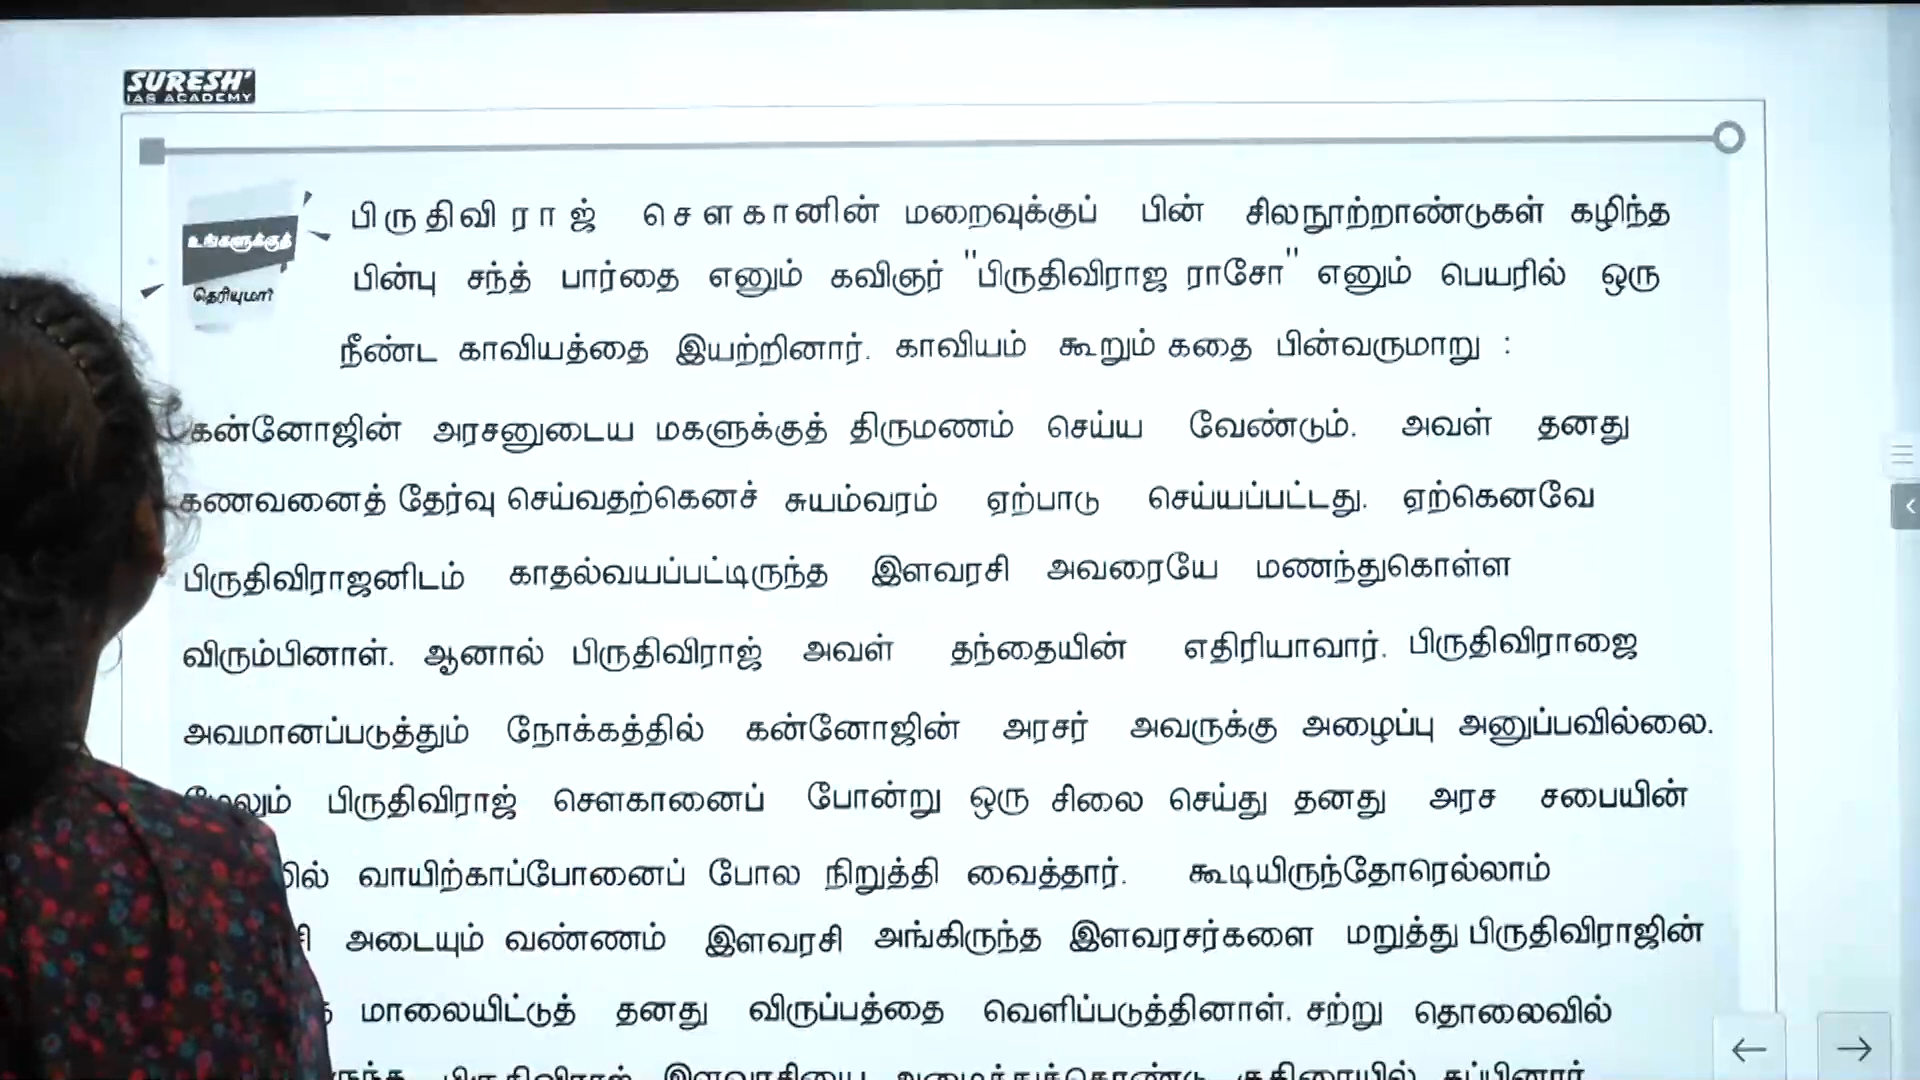 SURESH'
IAS ACADEMY
உங்களுக்குத்
தெரியுமா
பிருதிவி ராஜ் சௌகானின் மறைவுக்குப் பின் சிலநூற்றாண்டுகள் கழிந்த
பின்பு சந்த் பார்தை எனும் கவிஞர் "பிருதிவிராஜ ராசோ" எனும் பெயரில் ஒரு
நீண்ட காவியத்தை இயற்றினார். காவியம் கூறும் கதை பின்வருமாறு :
கன்னோஜின் அரசனுடைய மகளுக்குத் திருமணம் செய்ய வேண்டும். அவள் தனது
கணவனைத் தேர்வு செய்வதற்கெனச் சுயம்வரம் ஏற்பாடு செய்யப்பட்டது. ஏற்கெனவே
பிருதிவிராஜனிடம் காதல்வயப்பட்டிருந்த இளவரசி அவரையே மணந்துகொள்ள
விரும்பினாள். ஆனால் பிருதிவிராஜ் அவள் தந்தையின் எதிரியாவார். பிருதிவிராஜை
அவமானப்படுத்தும் நோக்கத்தில் கன்னோஜின் அரசர் அவருக்கு அழைப்பு அனுப்பவில்லை.
மேலும் பிருதிவிராஜ் சௌகானைப் போன்று ஒரு சிலை செய்து தனது அரச சபையின்
வாயிற்காப்போனைப் போல நிறுத்தி வைத்தார். கூடியிருந்தோரெல்லாம்
அடையும் வண்ணம் இளவரசி அங்கிருந்த இளவரசர்களை மறுத்து பிருதிவிராஜின்
மாலையிட்டுத் தனது விருப்பத்தை வெளிப்படுத்தினாள். சற்று தொலைவில்
பிருதிவிராஜ் இளவரசியை அழைத்துக்கொண்டு குதிரையில் தப்பினார்.